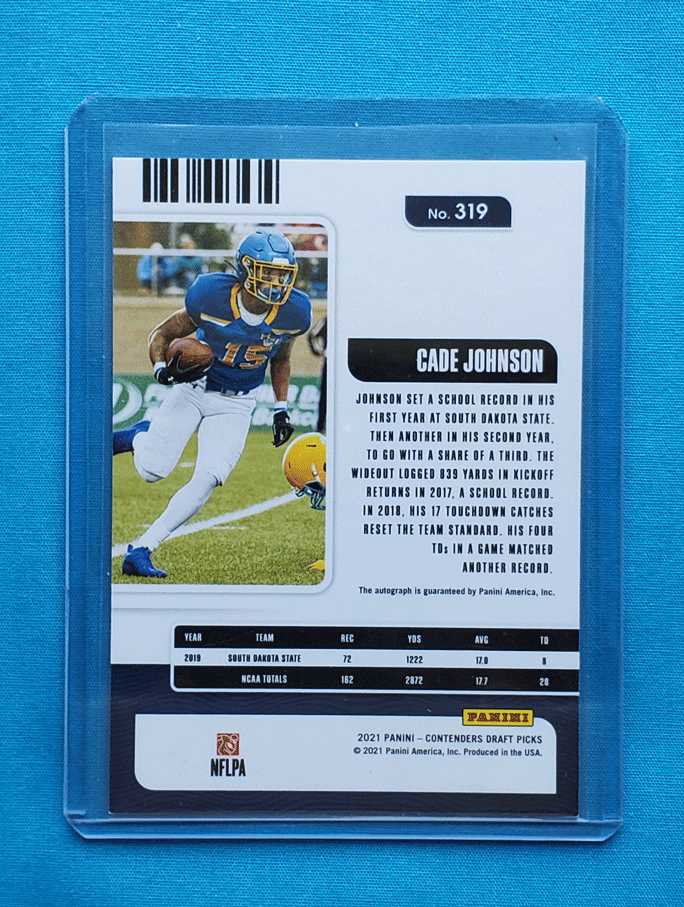 No. 319
15
CADE JOHNSON
JOHNSON SET A SCHOOL RECORD IN HIS
FIRST YEAR AT SOUTH DAKOTA STATE.
THEN ANOTHER IN HIS SECOND YEAR,
TO GO WITH A SHARE OF A THIRD. THE
WIDEOUT LOGGED 839 YARDS IN KICKOFF
RETURNS IN 2017, A SCHOOL RECORD.
IN 2018, HIS 17 TOUCHDOWN CATCHES
RESET THE TEAM STANDARD. HIS FOUR
TDs IN A GAME MATCHED
ANOTHER RECORD.
The autograph is guaranteed by Panini America, Inc.
YEAR TEAM REC YDS AVG TD
2019 SOUTH DAKOTA STATE 72 1222 17.0 8
NCAA TOTALS 162 2872 17.7 28
PANINI
2021 PANINI – CONTENDERS DRAFT PICKS
© 2021 Panini America, Inc. Produced in the USA.
NFLPA